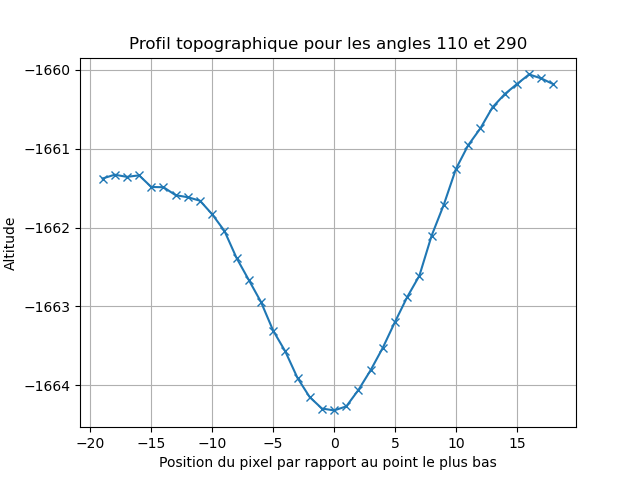 Profil topographique pour les angles 110 et 290
−1660
−1661
−1662
−1663
−1664
Altitude
−20 −15 −10 −5 0 5 10 15
Position du pixel par rapport au point le plus bas